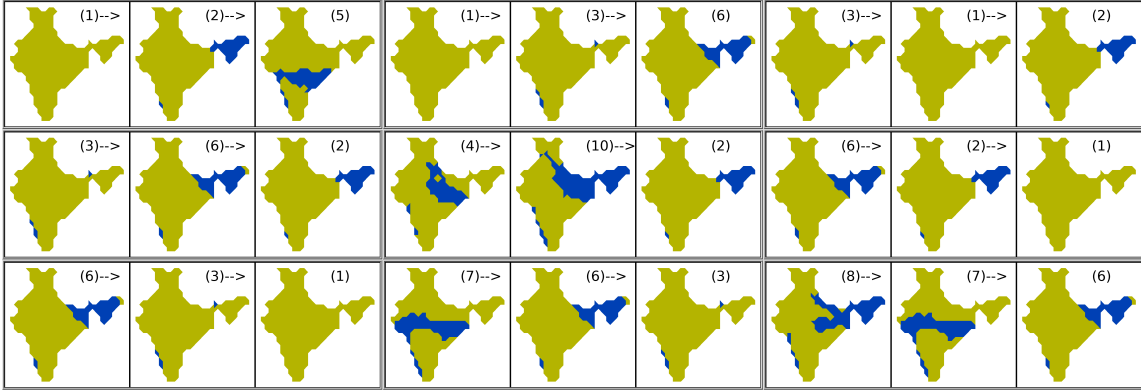 (1)--> (2)--> (5) (1)--> (3)--> (6) (3)--> (1)--> (2)
(3)--> (6)--> (2) (4)--> (10)--> (2) (6)--> (2)--> (1)
(6)--> (3)--> (1) (7)--> (6)--> (3) (8)--> (7)--> (6)